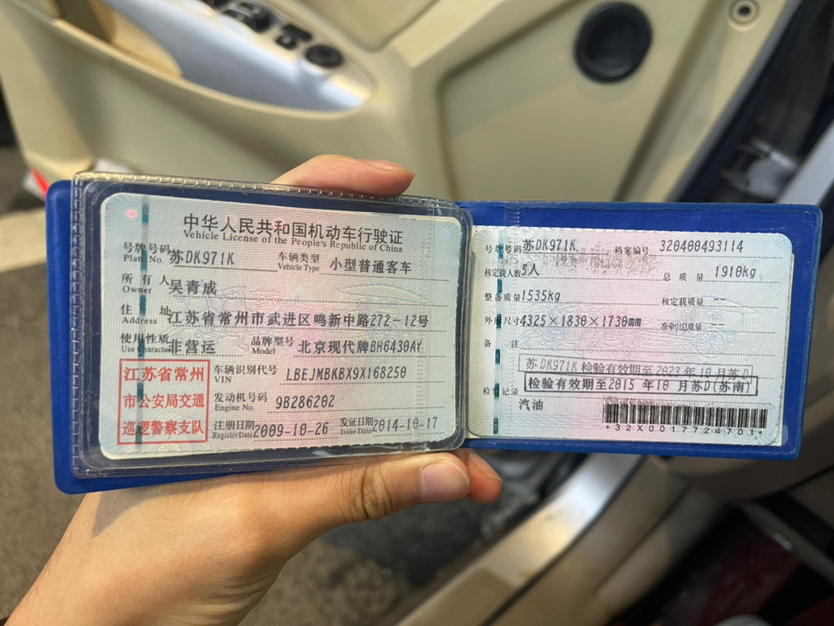 中华人民共和国机动车行驶证
Vehicle License of the People's Republic of China
号牌号码 苏DK971K 车辆类型 小型普通客车
Plate No. Vehicle Type
所有人 吴青成
Owner
住址 江苏省常州市武进区鸣新中路272-12号
Address
使用性质 非营运 品牌型号 北京现代牌BH6430AY
Use Character Model
江苏省常州
市公安局交通
巡逻警察支队
车辆识别代号 LBEJMBKBX9X168250
VIN
发动机号码 9B286202
Engine No.
注册日期 2009-10-26 发证日期 2014-10-17
Register Date Issue Date
号牌号码 苏DK971K 档案编号 320400493114
核定载人数 5人 总质量 1910kg
整备质量 1535kg 核定载质量 --
外廓尺寸 4325×1830×1730mm 准牵引总质量 --
备注
苏DK971K 检验有效期至2023年10月苏D
检验有效期至2015年10月苏D(苏南)
检验记录
汽油
*32X0017724701*